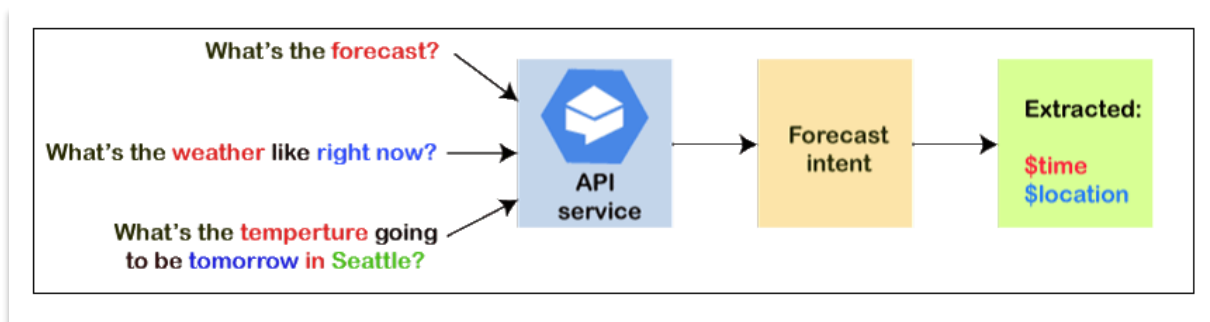 What's the forecast?
What's the weather like right now?
What's the temperture going
to be tomorrow in Seattle?
API
service
Forecast
intent
Extracted:
$time
$location